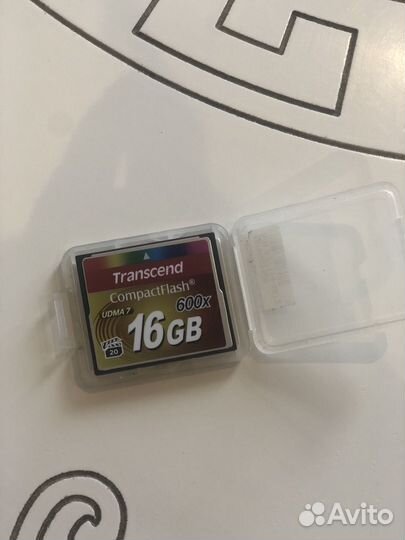 Transcend
CompactFlash®
600x
UDMA 7
16GB
20
Avito